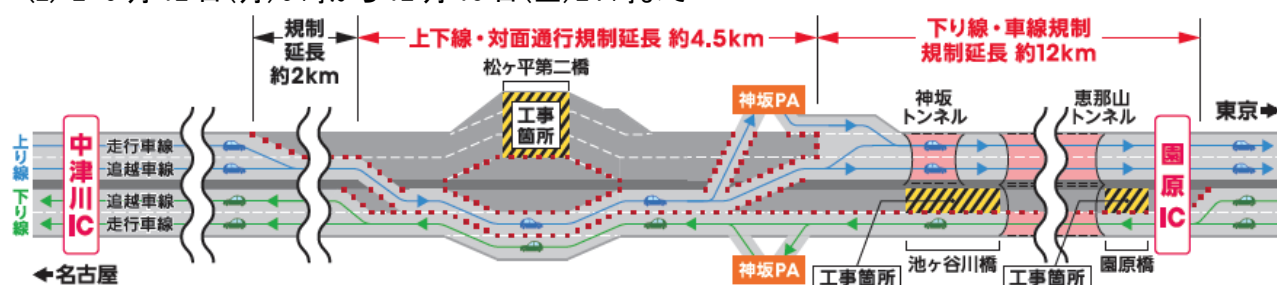 規制
延長
約2km
上下線・対面通行規制延長 約4.5km
下り線・車線規制
規制延長 約12km
松ヶ平第二橋
工事
箇所
神坂PA
神坂
トンネル
恵那山
トンネル
東京→
上り線
下り線
中津川IC
走行車線
追越車線
追越車線
走行車線
園原IC
神坂PA
工事箇所
池ヶ谷川橋
工事箇所
園原橋
←名古屋